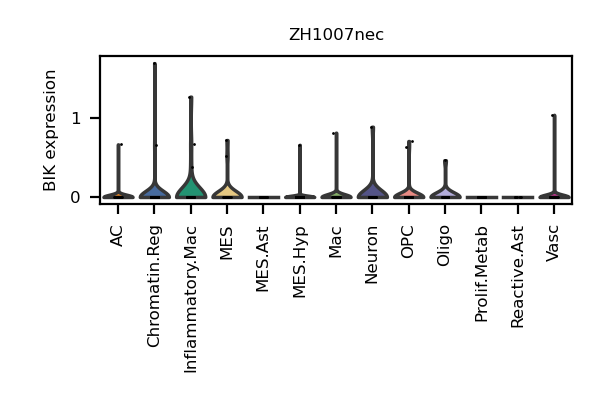 ZH1007nec
BIK expression
1
0
AC
Chromatin.Reg
Inflammatory.Mac
MES
MES.Ast
MES.Hyp
Mac
Neuron
OPC
Oligo
Prolif.Metab
Reactive.Ast
Vasc